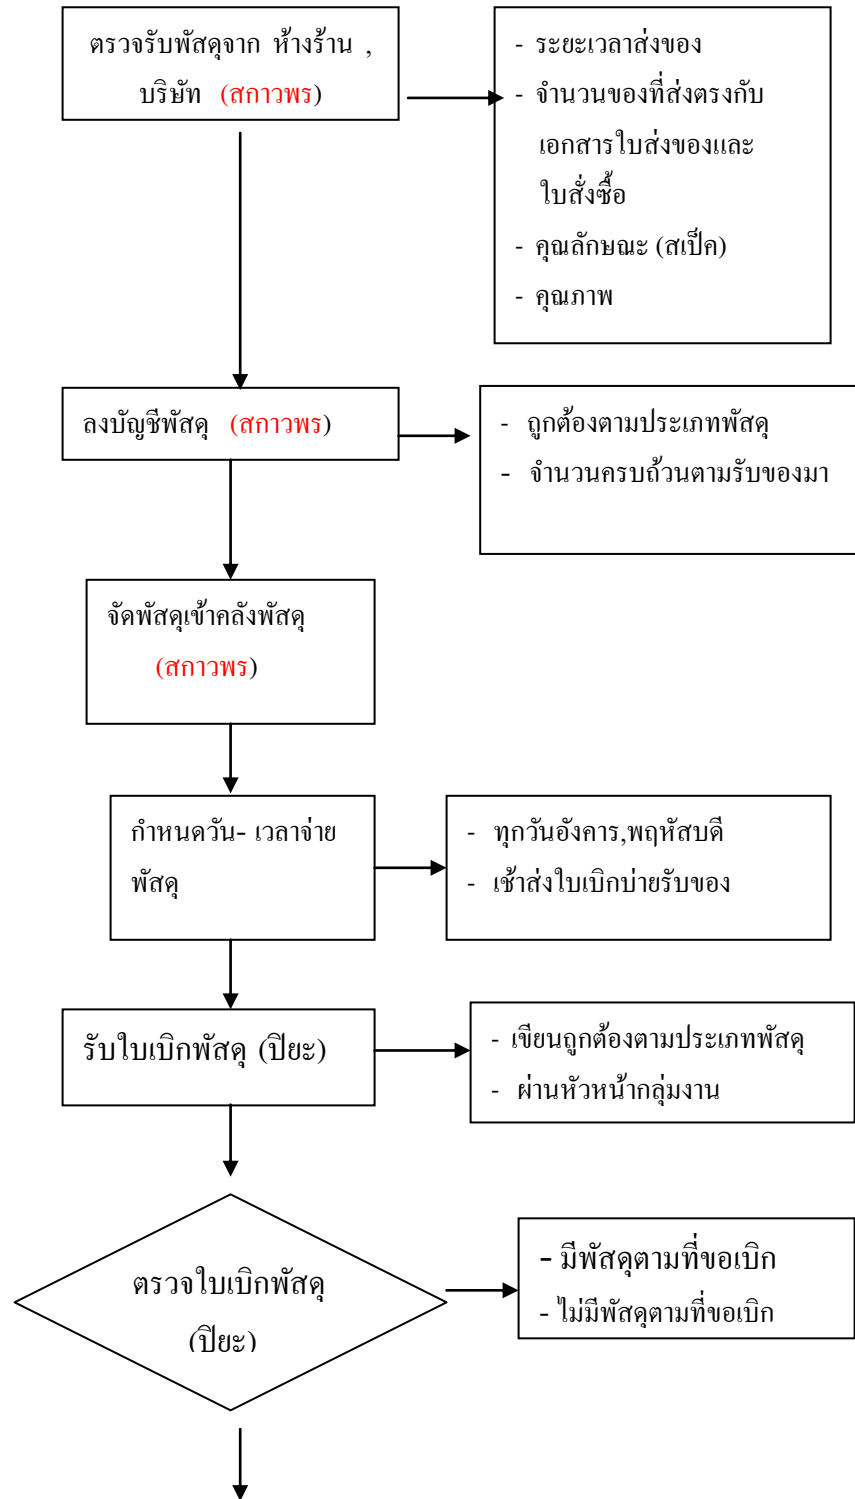 ตรวจรับพัสดุจาก ห้างร้าน ,
บริษัท (สกาวพร)
- ระยะเวลาส่งของ
- จำนวนของที่ส่งตรงกับ
เอกสารใบส่งของและ
ใบสั่งซื้อ
- คุณลักษณะ (สเป็ค)
- คุณภาพ
ลงบัญชีพัสดุ (สกาวพร)
- ถูกต้องตามประเภทพัสดุ
- จำนวนครบถ้วนตามรับของมา
จัดพัสดุเข้าคลังพัสดุ
(สกาวพร)
กำหนดวัน- เวลาจ่าย
พัสดุ
- ทุกวันอังคาร,พฤหัสบดี
- เช้าส่งใบเบิกบ่ายรับของ
รับใบเบิกพัสดุ (ปิยะ)
- เขียนถูกต้องตามประเภทพัสดุ
- ผ่านหัวหน้ากลุ่มงาน
ตรวจใบเบิกพัสดุ
(ปิยะ)
- มีพัสดุตามที่ขอเบิก
- ไม่มีพัสดุตามที่ขอเบิก